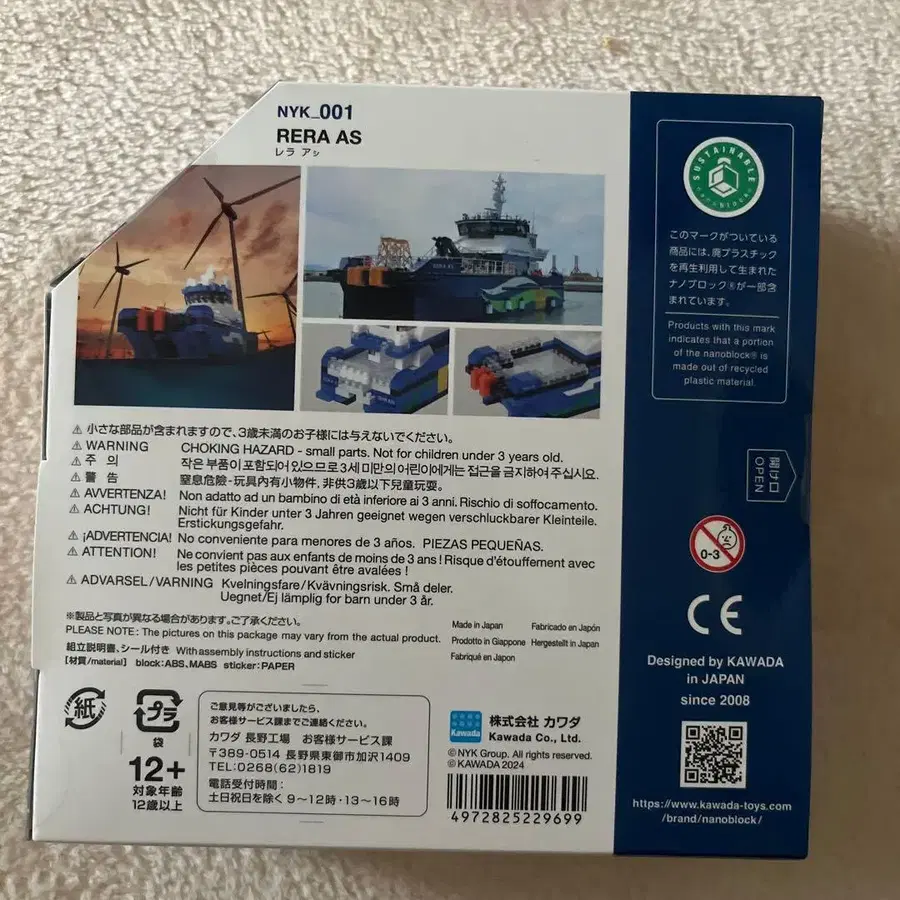 NYK_001
RERA AS
レラ アㇱ
RERA AS
⚠ 小さな部品が含まれますので、3歳未満のお子様には与えないでください。
⚠ WARNING CHOKING HAZARD - small parts. Not for children under 3 years old.
⚠ 주 의 작은 부품이 포함되어 있으므로 3세 미만의 어린이에게는 접근을 금지하여 주십시요.
⚠ 警 告 窒息危險-玩具內有小物件, 非供3歲以下兒童玩耍。
⚠ AVVERTENZA! Non adatto ad un bambino di età inferiore ai 3 anni. Rischio di soffocamento.
⚠ ACHTUNG! Nicht für Kinder unter 3 Jahren geeignet wegen verschluckbarer Kleinteile.
Erstickungsgefahr.
⚠ ¡ADVERTENCIA! No conveniente para menores de 3 años. PIEZAS PEQUEÑAS.
⚠ ATTENTION! Ne convient pas aux enfants de moins de 3 ans ! Risque d'étouffement avec
les petites pièces pouvant être avalées !
⚠ ADVARSEL/VARNING Kvelningsfare/Kvävningsrisk. Små deler.
Uegnet/Ej lämplig for barn under 3 år.
※製品と写真が異なる場合があります。ご了承ください。
PLEASE NOTE : The pictures on this package may vary from the actual product.
組立説明書、シール付き With assembly instructions and sticker
【材質/material】 block:ABS,MABS sticker:PAPER
Made in Japan Fabricado en Japón
Prodotto in Giappone Hergestellt in Japan
Fabriqué en Japon
紙
プラ
袋
12+
対象年齢
12歳以上
ご意見等がございましたら、
お客様サービス課までご連絡ください。
カワダ 長野工場 お客様サービス課
〒389-0514 長野県東御市加沢1409
TEL:0268(62)1819
電話受付時間：
土日祝日を除く 9～12時・13～16時
Kawada
株式会社 カワダ
Kawada Co., Ltd.
© NYK Group. All rights reserved.
© KAWADA 2024
4972825229699
SUSTAINABLE
nanoblock
このマークがついている
商品には、廃プラスチック
を再生利用して生まれた
ナノブロック®が一部含
まれています。
Products with this mark
indicates that a portion
of the nanoblock® is
made out of recycled
plastic material.
開け口
OPEN
0-3
CE
Designed by KAWADA
in JAPAN
since 2008
https://www.kawada-toys.com
/brand/nanoblock/